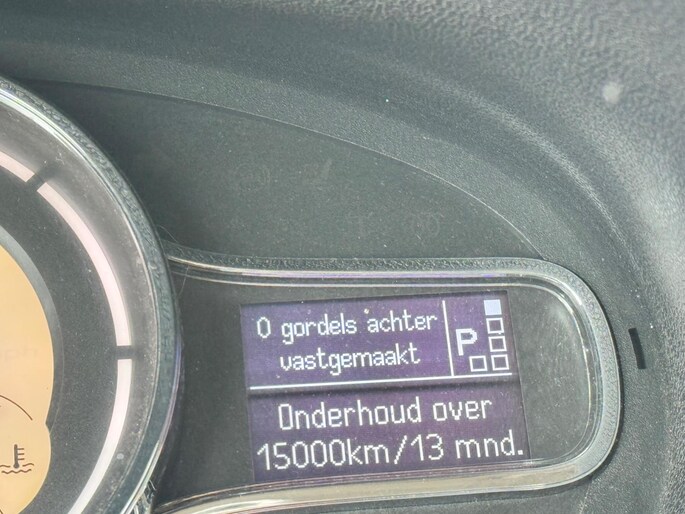 0 gordels achter
vastgemaakt
P
Onderhoud over
15000km/13 mnd.